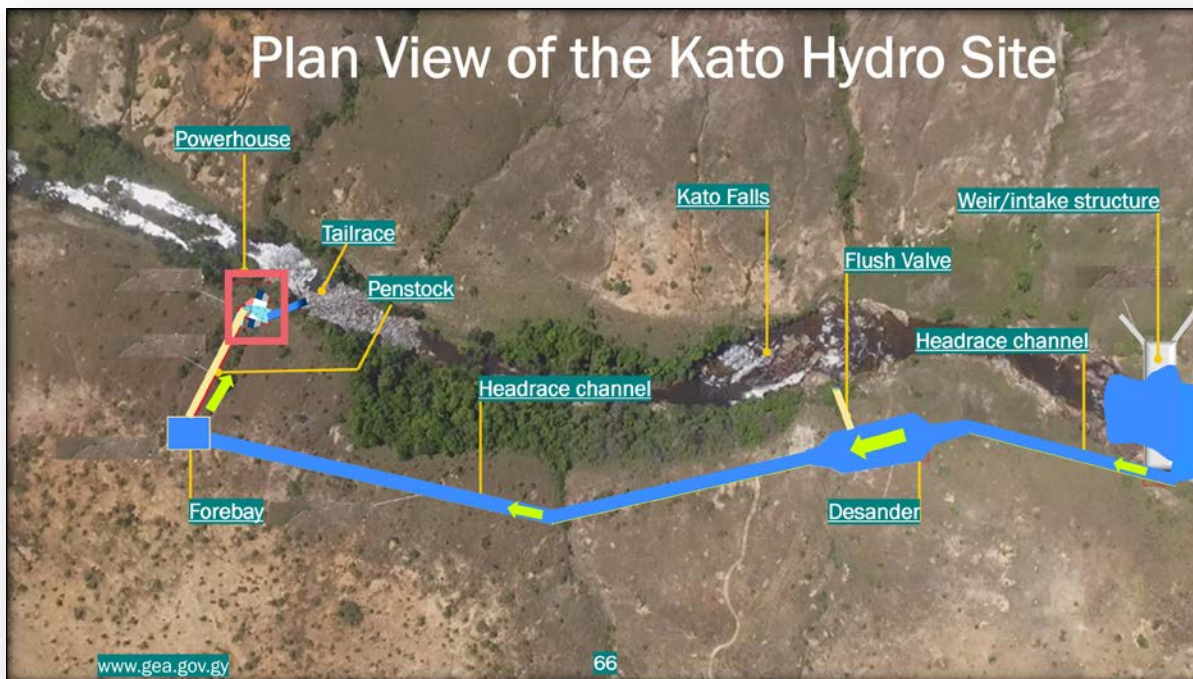 Plan View of the Kato Hydro Site
Powerhouse
Kato Falls
Weir/intake structure
Tailrace
Flush Valve
Penstock
Headrace channel
Headrace channel
Forebay
Desander
www.gea.gov.gy
66